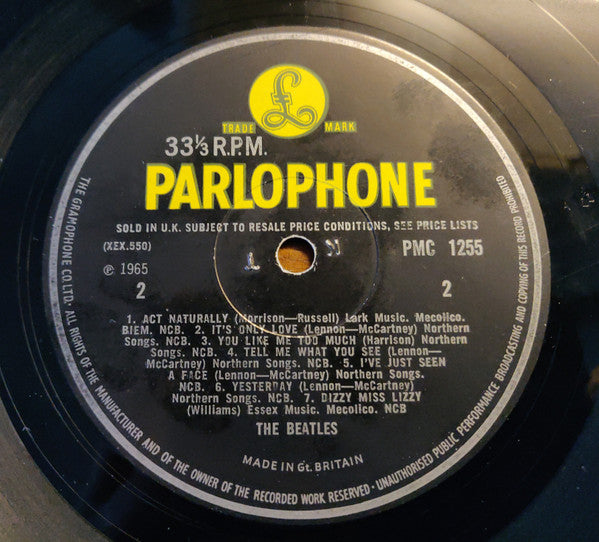 £
TRADE MARK
33⅓ R.P.M.
PARLOPHONE
SOLD IN U.K. SUBJECT TO RESALE PRICE CONDITIONS, SEE PRICE LISTS
(XEX.550) PMC 1255
℗ 1965
2 2
1. ACT NATURALLY (Morrison—Russell) Lark Music. Mecolico.
BIEM. NCB. 2. IT'S ONLY LOVE (Lennon—McCartney) Northern
Songs. NCB. 3. YOU LIKE ME TOO MUCH (Harrison) Northern
Songs. NCB. 4. TELL ME WHAT YOU SEE (Lennon—
McCartney) Northern Songs. NCB. 5. I'VE JUST SEEN
A FACE (Lennon—McCartney) Northern Songs.
NCB. 6. YESTERDAY (Lennon—McCartney)
Northern Songs. NCB. 7. DIZZY MISS LIZZY
(Williams) Essex Music. Mecolico. NCB
THE BEATLES
MADE IN Gt. BRITAIN
THE GRAMOPHONE CO. LTD. · ALL RIGHTS OF THE MANUFACTURER AND OF THE OWNER OF THE RECORDED WORK RESERVED · UNAUTHORISED PUBLIC PERFORMANCE BROADCASTING AND COPYING OF THIS RECORD PROHIBITED